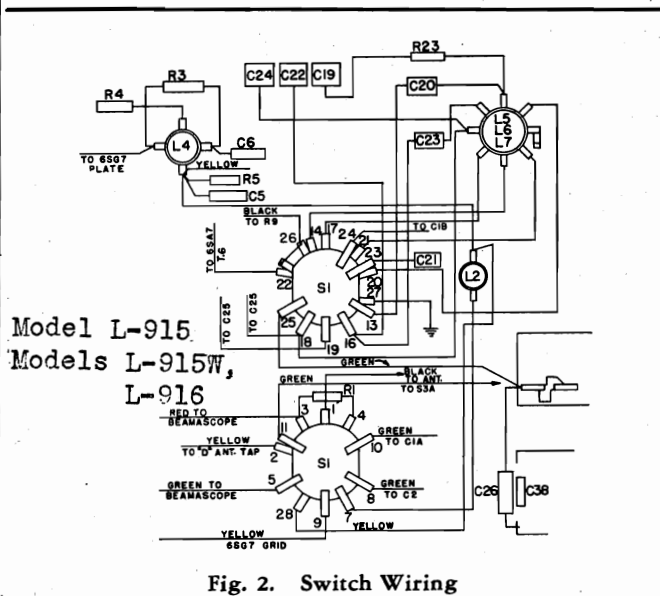 R23
R3
C24
C22
C19
C20
R4
L5
L6
L7
L4
C23
C6
TO 6SG7
PLATE
YELLOW
R5
C5
BLACK
TO R9
TO C1B
TO 6SA7
T.6
26
14
17
24
21
23
C21
22
20
27
L2
S1
TO C25
TO C25
25
18
19
16
13
Model L-915
Models L-915W,
L-916
GREEN
BLACK
TO ANT.
TO S3A
GREEN
R1
RED TO
BEAMASCOPE
3
1
4
11
GREEN
TO C1A
YELLOW
TO "D" ANT. TAP
2
10
S1
GREEN TO
BEAMASCOPE
5
8
GREEN
TO C2
C26
C38
28
9
7
YELLOW
YELLOW
6SG7 GRID
Fig. 2. Switch Wiring